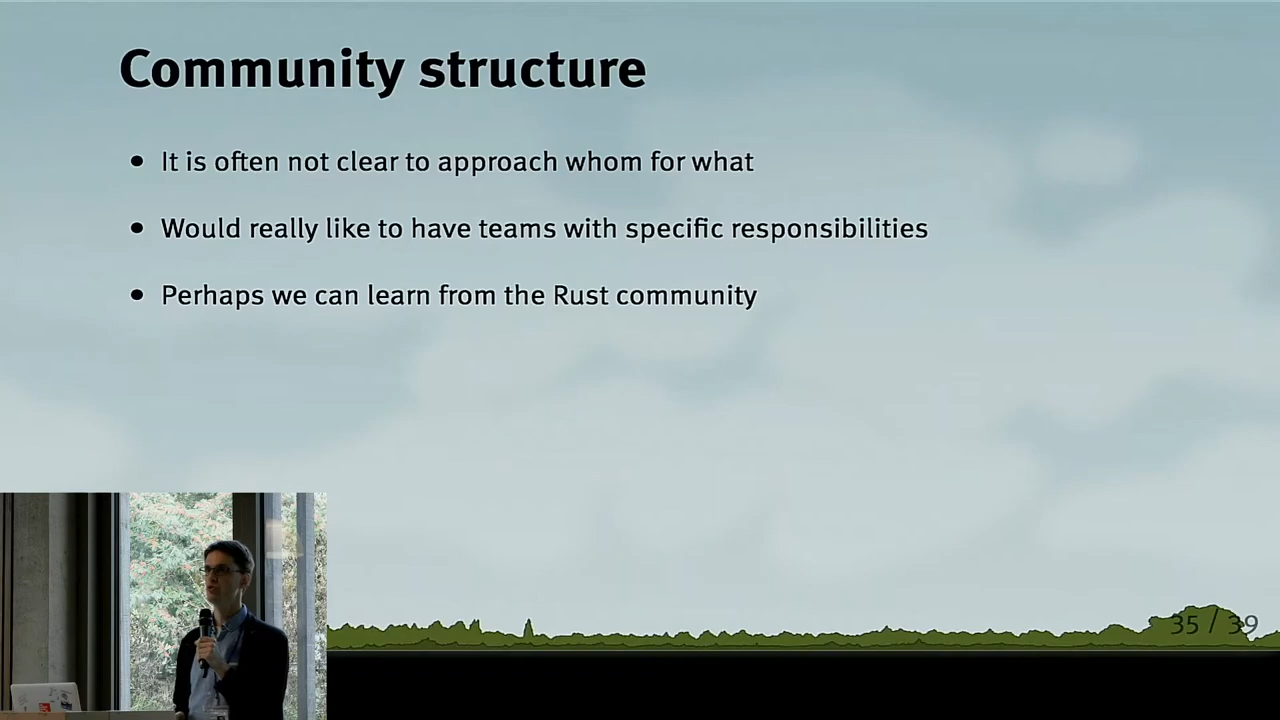 Community structure
It is often not clear to approach whom for what
Would really like to have teams with specific responsibilities
Perhaps we can learn from the Rust community
35 / 39